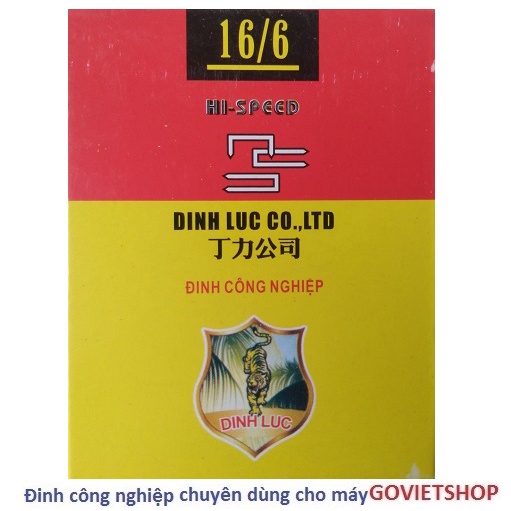 16/6
HI-SPEED
DINH LUC CO.,LTD
丁力公司
ĐINH CÔNG NGHIỆP
DINH LUC
Đinh công nghiệp chuyên dùng cho máy GOVIETSHOP